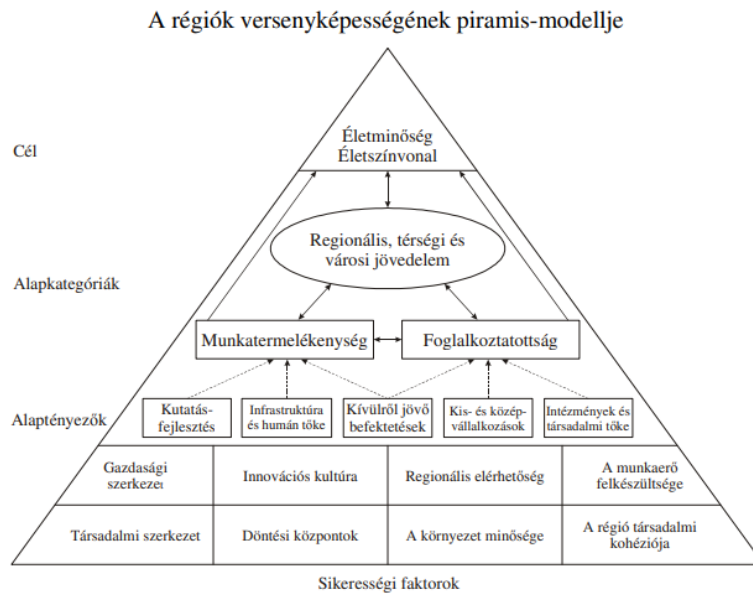 A régiók versenyképességének piramis-modellje
Cél
Életminőség
Életszínvonal
Alapkategóriák
Regionális, térségi és
városi jövedelem
Munkatermelékenység
Foglalkoztatottság
Alaptényezők
Kutatás-
fejlesztés
Infrastruktúra
és humán tőke
Kívülről jövő
befektetések
Kis- és közép-
vállalkozások
Intézmények és
társadalmi tőke
Gazdasági
szerkezet
Innovációs kultúra
Regionális elérhetőség
A munkaerő
felkészültsége
Társadalmi szerkezet
Döntési központok
A környezet minősége
A régió társadalmi
kohéziója
Sikerességi faktorok